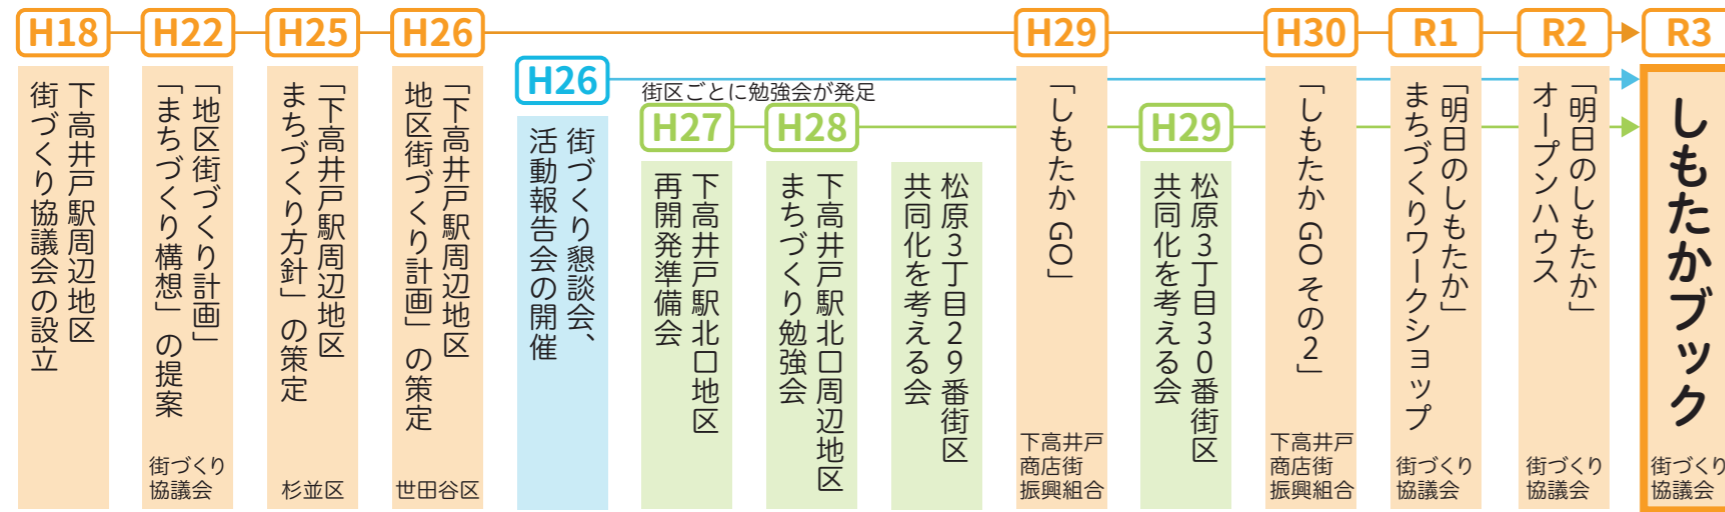 H18
下高井戸駅周辺地区
街づくり協議会の設立
H22
「地区街づくり計画」
「まちづくり構想」の提案
街づくり
協議会
H25
「下高井戸駅周辺地区
まちづくり方針」の策定
杉並区
H26
「下高井戸駅周辺地区
地区街づくり計画」の策定
世田谷区
H26
街づくり懇談会、
活動報告会の開催
街区ごとに勉強会が発足
H27
下高井戸駅北口地区
再開発準備会
H28
下高井戸駅北口周辺地区
まちづくり勉強会
松原3丁目29番街区
共同化を考える会
H29
「しもたか GO」
下高井戸
商店街
振興組合
H29
松原3丁目30番街区
共同化を考える会
H30
「しもたか GO その2」
下高井戸
商店街
振興組合
R1
「明日のしもたか」
まちづくりワークショップ
街づくり
協議会
R2
「明日のしもたか」
オープンハウス
街づくり
協議会
R3
しもたかブック
街づくり
協議会